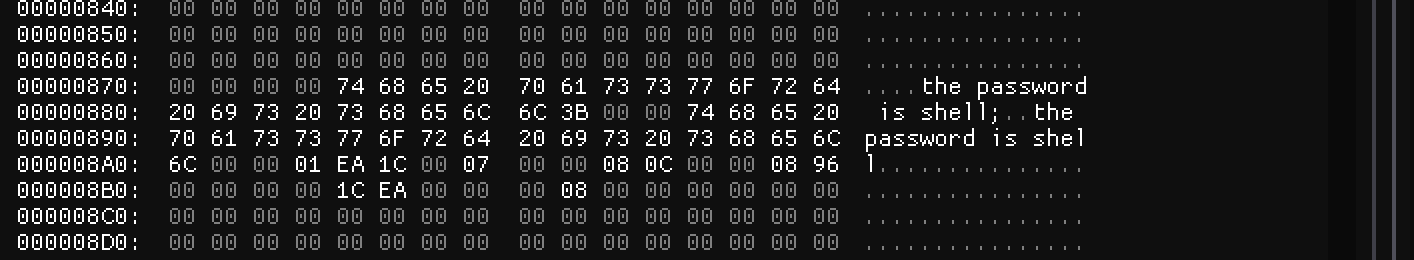 00000840: 00 00 00 00 00 00 00 00 00 00 00 00 00 00 00 00 ................
00000850: 00 00 00 00 00 00 00 00 00 00 00 00 00 00 00 00 ................
00000860: 00 00 00 00 00 00 00 00 00 00 00 00 00 00 00 00 ................
00000870: 00 00 00 00 74 68 65 20 70 61 73 73 77 6F 72 64 ....the password
00000880: 20 69 73 20 73 68 65 6C 6C 3B 00 00 74 68 65 20  is shell;..the
00000890: 70 61 73 73 77 6F 72 64 20 69 73 20 73 68 65 6C password is shel
000008A0: 6C 00 00 01 EA 1C 00 07 00 00 08 0C 00 00 08 96 l...............
000008B0: 00 00 00 00 1C EA 00 00 00 08 00 00 00 00 00 00 ................
000008C0: 00 00 00 00 00 00 00 00 00 00 00 00 00 00 00 00 ................
000008D0: 00 00 00 00 00 00 00 00 00 00 00 00 00 00 00 00 ................